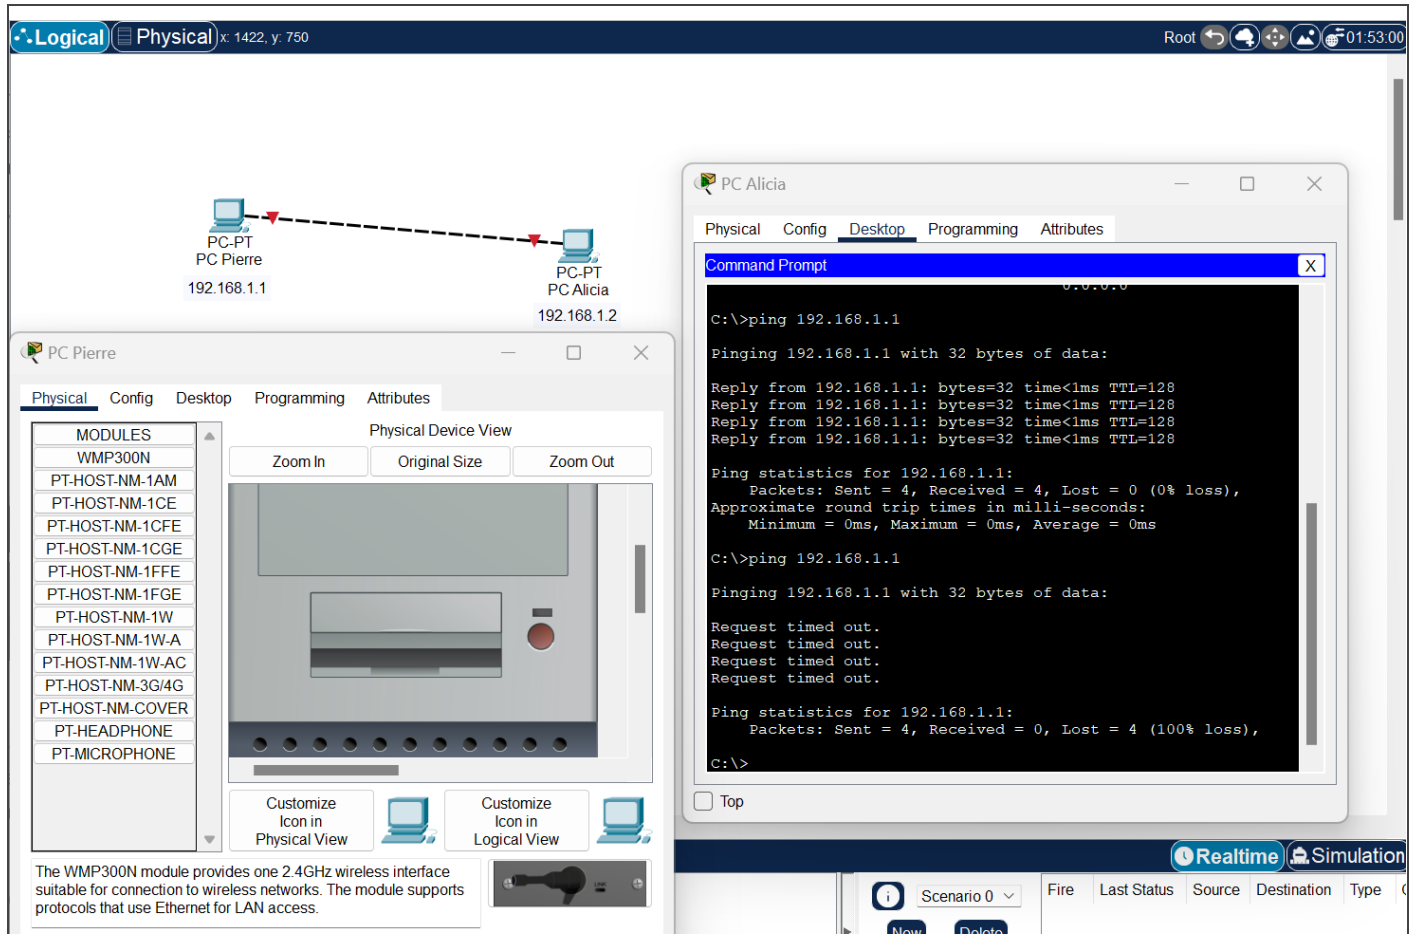 Logical
Physical
x: 1422, y: 750
Root
01:53:00
PC-PT
PC Pierre
192.168.1.1
PC-PT
PC Alicia
192.168.1.2
PC Pierre
Physical Config Desktop Programming Attributes
MODULES
WMP300N
PT-HOST-NM-1AM
PT-HOST-NM-1CE
PT-HOST-NM-1CFE
PT-HOST-NM-1CGE
PT-HOST-NM-1FFE
PT-HOST-NM-1FGE
PT-HOST-NM-1W
PT-HOST-NM-1W-A
PT-HOST-NM-1W-AC
PT-HOST-NM-3G/4G
PT-HOST-NM-COVER
PT-HEADPHONE
PT-MICROPHONE
Physical Device View
Zoom In Original Size Zoom Out
Customize
Icon in
Physical View
Customize
Icon in
Logical View
The WMP300N module provides one 2.4GHz wireless interface
suitable for connection to wireless networks. The module supports
protocols that use Ethernet for LAN access.
PC Alicia
Physical Config Desktop Programming Attributes
Command Prompt
X
0.0.0.0
C:\>ping 192.168.1.1
Pinging 192.168.1.1 with 32 bytes of data:
Reply from 192.168.1.1: bytes=32 time<1ms TTL=128
Reply from 192.168.1.1: bytes=32 time<1ms TTL=128
Reply from 192.168.1.1: bytes=32 time<1ms TTL=128
Reply from 192.168.1.1: bytes=32 time<1ms TTL=128
Ping statistics for 192.168.1.1:
Packets: Sent = 4, Received = 4, Lost = 0 (0% loss),
Approximate round trip times in milli-seconds:
Minimum = 0ms, Maximum = 0ms, Average = 0ms
C:\>ping 192.168.1.1
Pinging 192.168.1.1 with 32 bytes of data:
Request timed out.
Request timed out.
Request timed out.
Request timed out.
Ping statistics for 192.168.1.1:
Packets: Sent = 4, Received = 0, Lost = 4 (100% loss),
C:\>
Top
Realtime
Simulation
Scenario 0
New Delete
Fire Last Status Source Destination Type